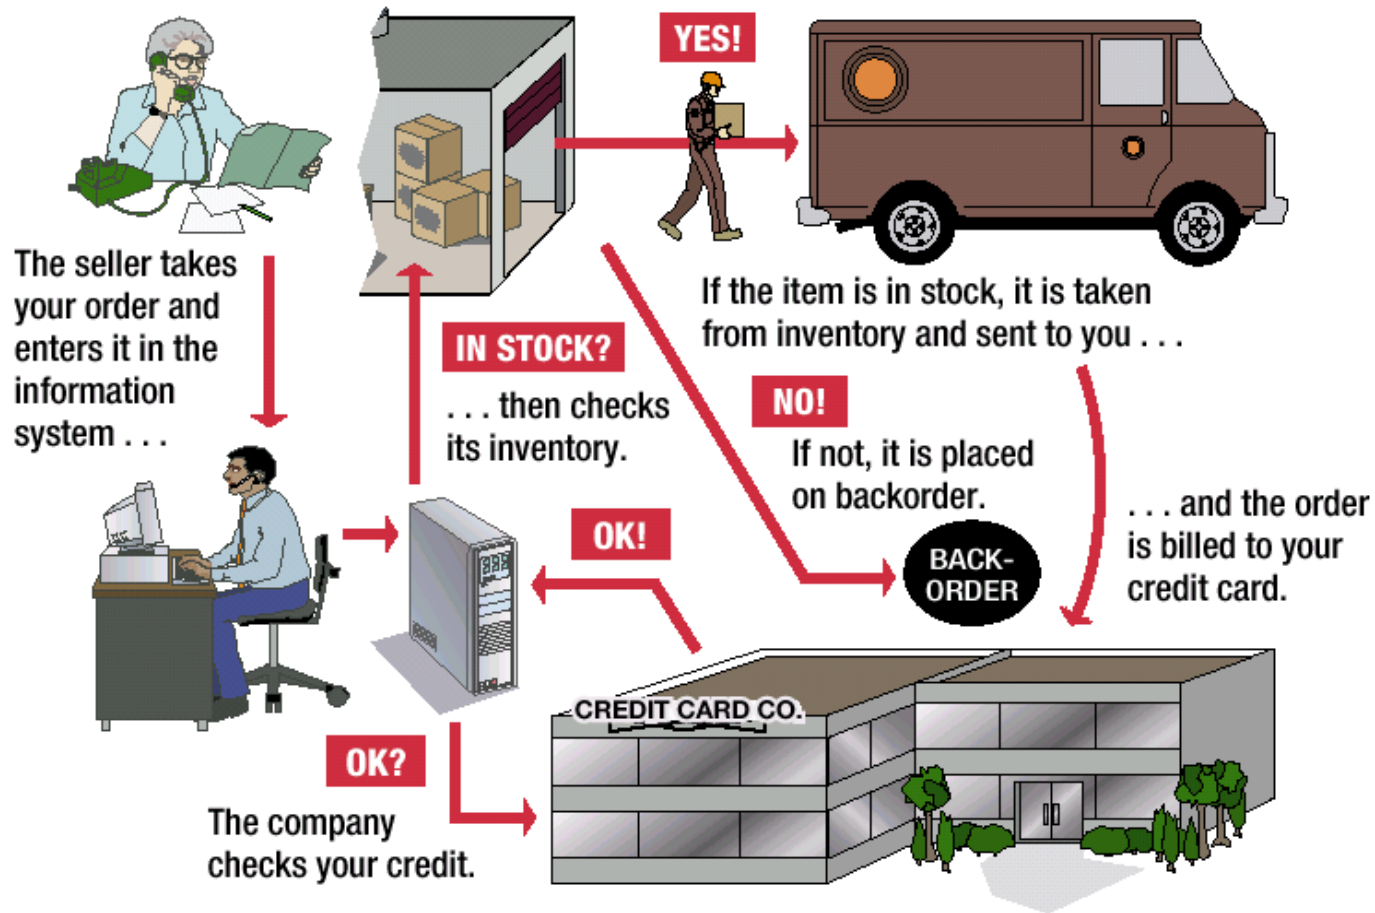 YES!
The seller takes
your order and
enters it in the
information
system . . .
IN STOCK?
. . . then checks
its inventory.
If the item is in stock, it is taken
from inventory and sent to you . . .
NO!
If not, it is placed
on backorder.
BACK-
ORDER
. . . and the order
is billed to your
credit card.
OK!
CREDIT CARD CO.
OK?
The company
checks your credit.